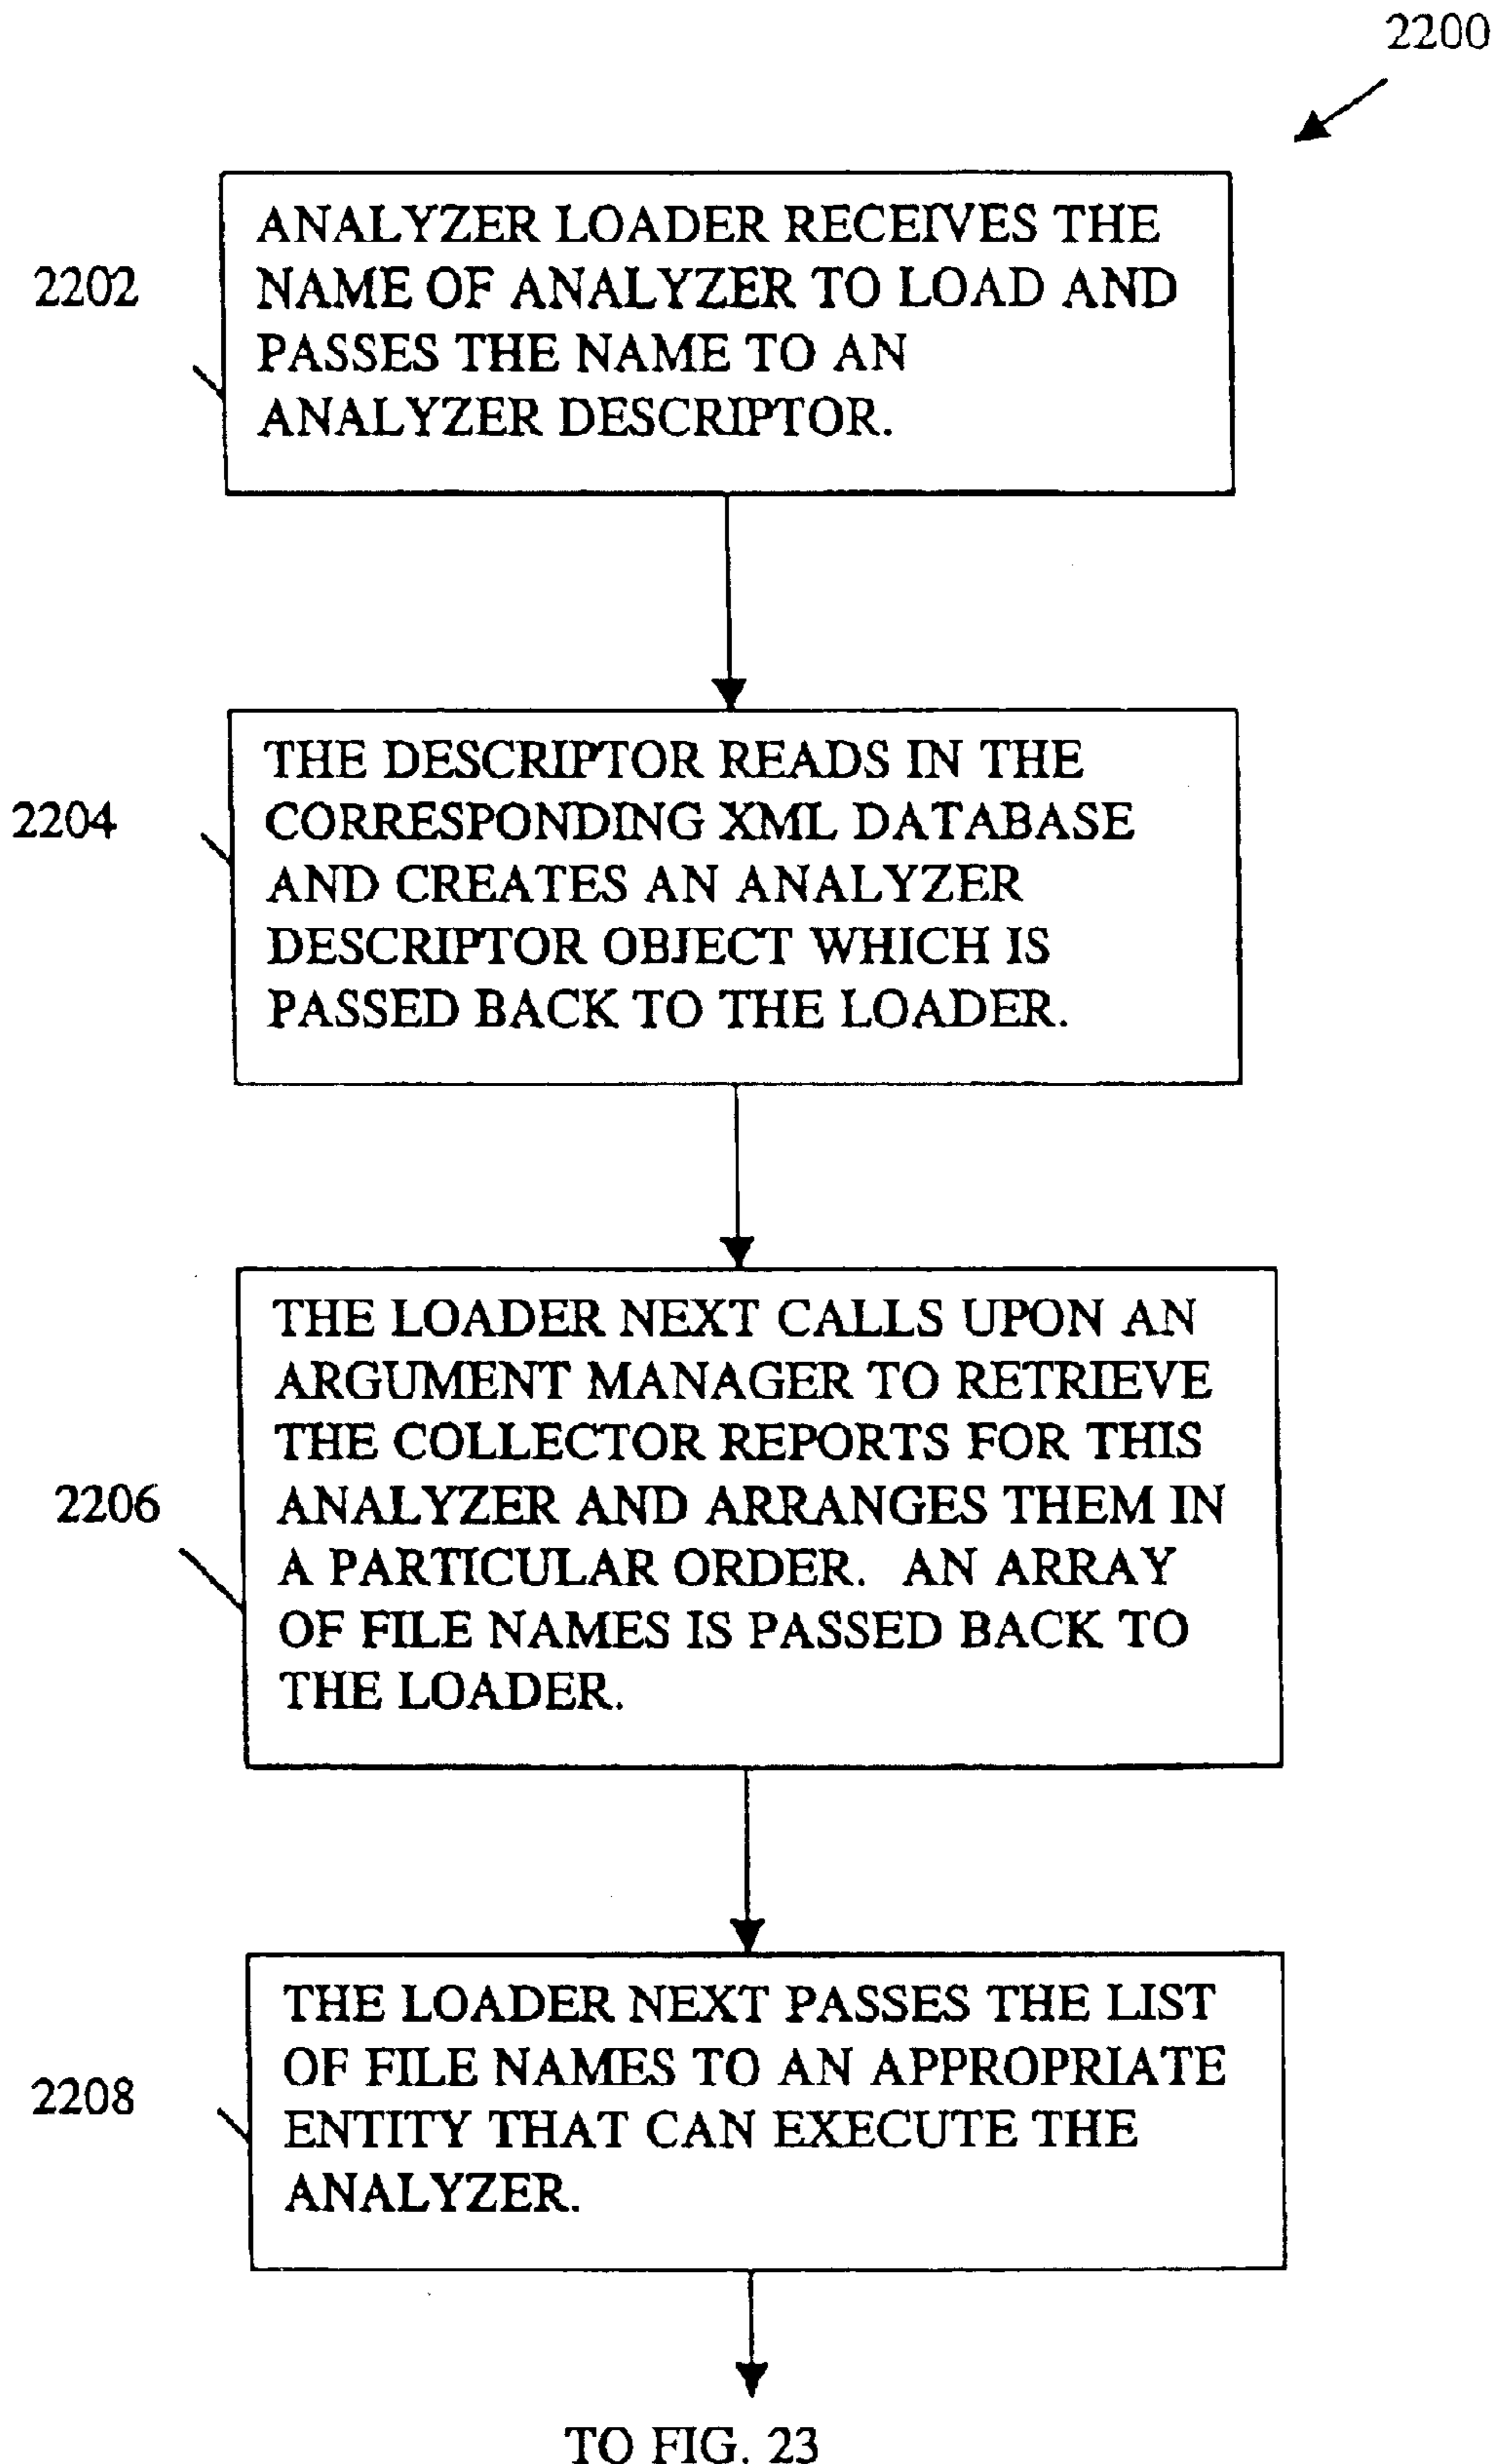 2200
2202
ANALYZER LOADER RECEIVES THE
NAME OF ANALYZER TO LOAD AND
PASSES THE NAME TO AN
ANALYZER DESCRIPTOR.
2204
THE DESCRIPTOR READS IN THE
CORRESPONDING XML DATABASE
AND CREATES AN ANALYZER
DESCRIPTOR OBJECT WHICH IS
PASSED BACK TO THE LOADER.
2206
THE LOADER NEXT CALLS UPON AN
ARGUMENT MANAGER TO RETRIEVE
THE COLLECTOR REPORTS FOR THIS
ANALYZER AND ARRANGES THEM IN
A PARTICULAR ORDER. AN ARRAY
OF FILE NAMES IS PASSED BACK TO
THE LOADER.
2208
THE LOADER NEXT PASSES THE LIST
OF FILE NAMES TO AN APPROPRIATE
ENTITY THAT CAN EXECUTE THE
ANALYZER.
TO FIG. 23